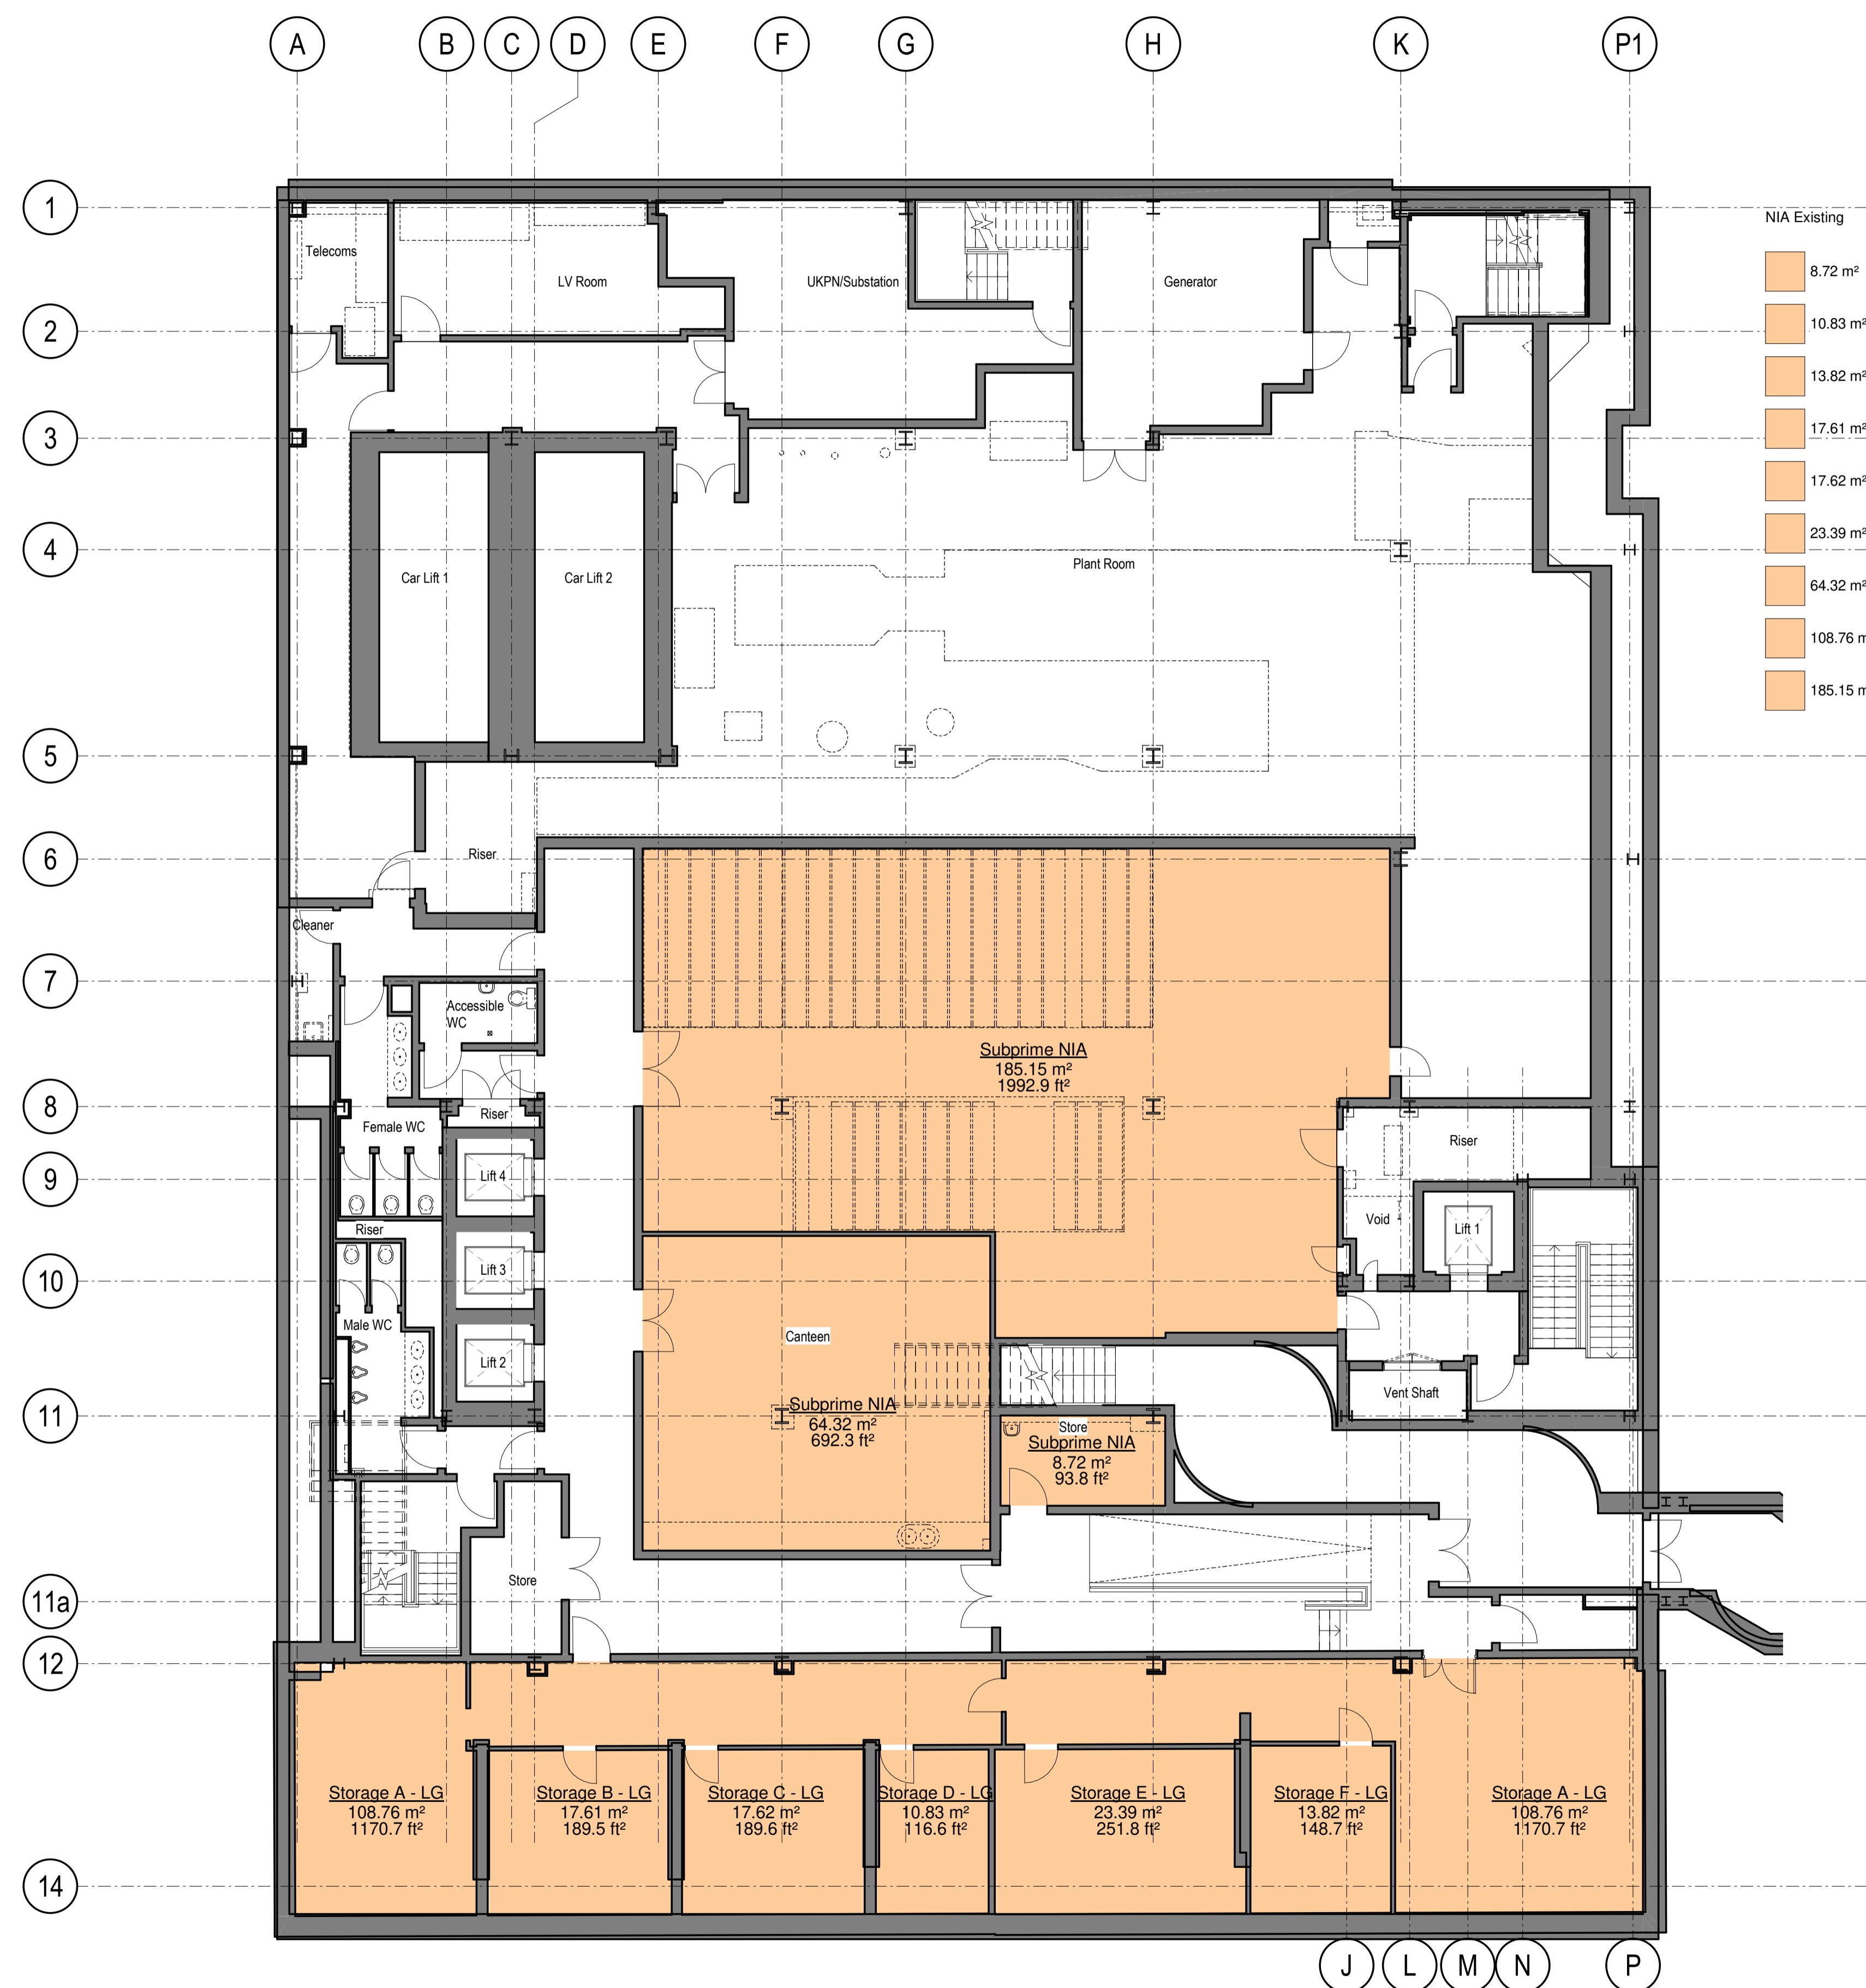 A B C D E F G H K P1
1
NIA Existing
8.72 m²
Telecoms
LV Room
UKPN/Substation
Generator
10.83 m²
2
13.82 m²
17.61 m²
3
17.62 m²
23.39 m²
4
Plant Room
Car Lift 1
Car Lift 2
64.32 m²
108.76 m
185.15 m
5
6
Riser
Cleaner
7
Accessible
WC
Subprime NIA
185.15 m²
1992.9 ft²
8
Riser
Female WC
Riser
9
Lift 4
Void
Lift 1
Riser
Lift 3
10
Male WC
Canteen
Lift 2
Vent Shaft
Subprime NIA
64.32 m²
692.3 ft²
11
Store
Subprime NIA
8.72 m²
93.8 ft²
Store
11a
12
Storage A - LG
108.76 m²
1170.7 ft²
Storage B - LG
17.61 m²
189.5 ft²
Storage C - LG
17.62 m²
189.6 ft²
Storage D - LG
10.83 m²
116.6 ft²
Storage E - LG
23.39 m²
251.8 ft²
Storage F - LG
13.82 m²
148.7 ft²
Storage A - LG
108.76 m²
1170.7 ft²
14
J L M N P